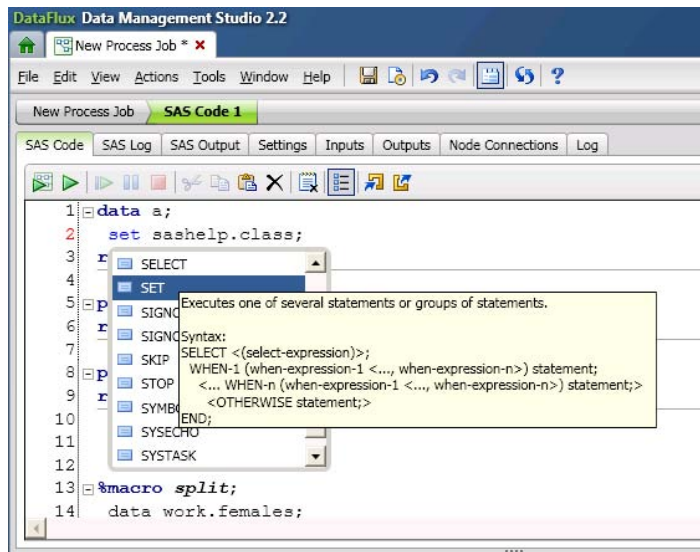 DataFlux Data Management Studio 2.2
New Process Job *
File Edit View Actions Tools Window Help
New Process Job SAS Code 1
SAS Code SAS Log SAS Output Settings Inputs Outputs Node Connections Log
1 data a;
2 set sashelp.class;
3 r
SELECT
4
SET
5 p
SIGNO
Executes one of several statements or groups of statements.
6 r
SIGNO
Syntax:
7
SELECT <(select-expression)>;
SKIP
WHEN-1 (when-expression-1 <..., when-expression-n>) statement;
8 p
STOP
<... WHEN-n (when-expression-1 <..., when-expression-n>) statement;>
9 r
SYMBO
<OTHERWISE statement;>
10
END;
SYSECHO
11
SYSTASK
12
13 %macro split;
14 data work.females;